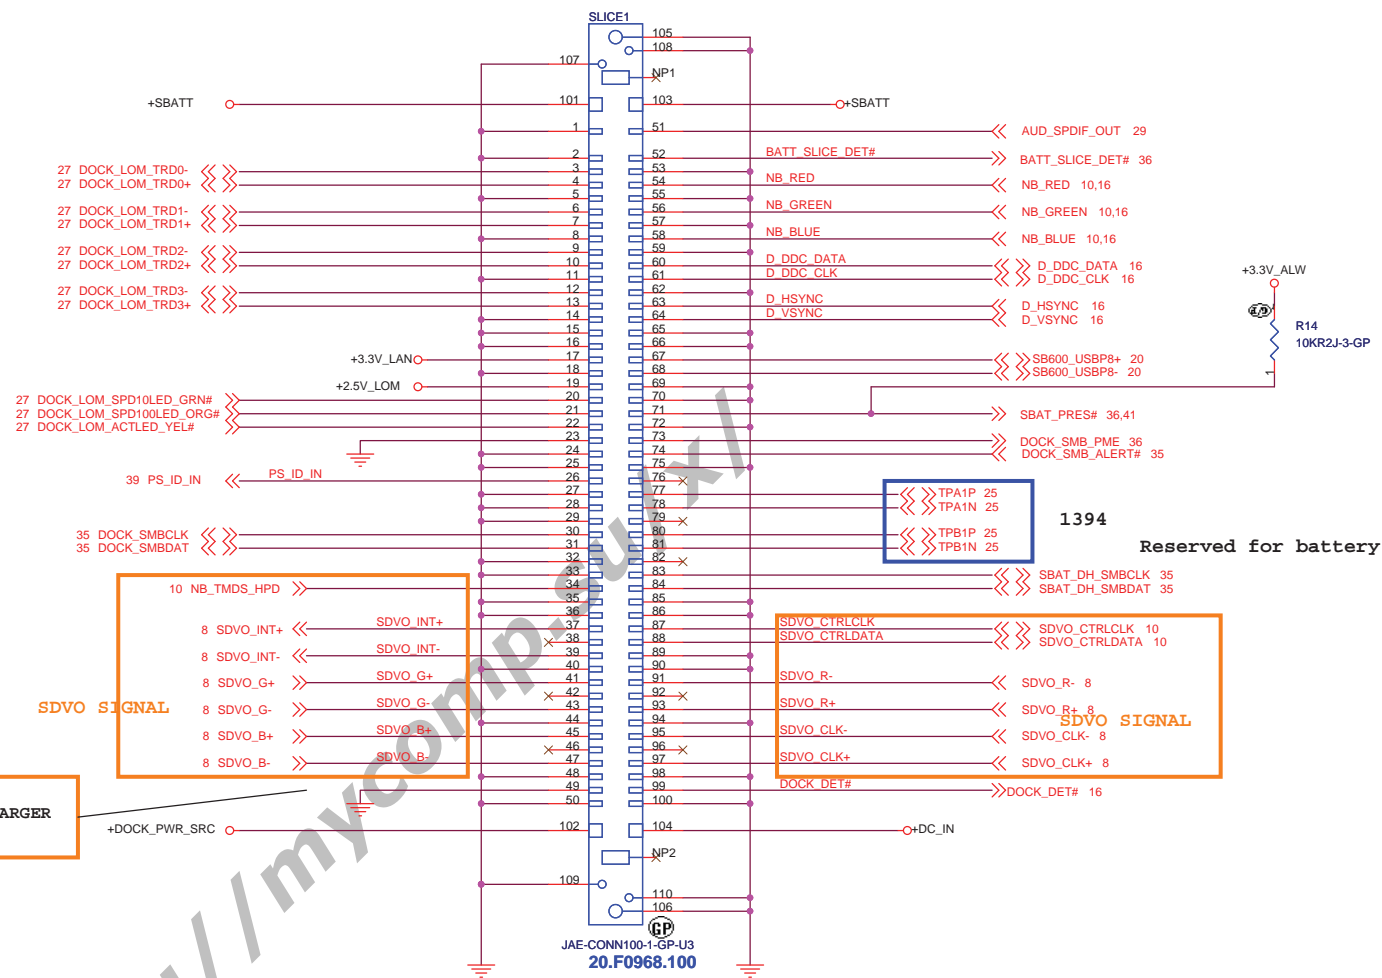 SLICE1
105
108
107
NP1
+SBATT
101
103
+SBATT
1
51
AUD_SPDIF_OUT 29
2
52
BATT_SLICE_DET#
BATT_SLICE_DET# 36
27 DOCK_LOM_TRD0-
3
53
27 DOCK_LOM_TRD0+
4
54
NB_RED
NB_RED 10,16
5
55
27 DOCK_LOM_TRD1-
6
56
NB_GREEN
NB_GREEN 10,16
27 DOCK_LOM_TRD1+
7
57
8
58
NB_BLUE
NB_BLUE 10,16
27 DOCK_LOM_TRD2-
9
59
27 DOCK_LOM_TRD2+
10
60
D_DDC_DATA
D_DDC_DATA 16
11
61
D_DDC_CLK
D_DDC_CLK 16
+3.3V_ALW
27 DOCK_LOM_TRD3-
12
62
27 DOCK_LOM_TRD3+
13
63
D_HSYNC
D_HSYNC 16
14
64
D_VSYNC
D_VSYNC 16
R14
10KR2J-3-GP
1
15
65
16
66
+3.3V_LAN
17
67
SB600_USBP8+ 20
18
68
SB600_USBP8- 20
+2.5V_LOM
19
69
27 DOCK_LOM_SPD10LED_GRN#
20
70
27 DOCK_LOM_SPD100LED_ORG#
21
71
SBAT_PRES# 36,41
27 DOCK_LOM_ACTLED_YEL#
22
72
23
73
DOCK_SMB_PME 36
24
74
DOCK_SMB_ALERT# 35
25
75
39 PS_ID_IN
PS_ID_IN
26
76
27
77
TPA1P 25
28
78
TPA1N 25
1394
29
79
35 DOCK_SMBCLK
30
80
TPB1P 25
35 DOCK_SMBDAT
31
81
TPB1N 25
Reserved for battery
32
82
33
83
SBAT_DH_SMBCLK 35
10 NB_TMDS_HPD
34
84
SBAT_DH_SMBDAT 35
35
85
36
86
8 SDVO_INT+
SDVO_INT+
37
87
SDVO_CTRLCLK
SDVO_CTRLCLK 10
38
88
SDVO_CTRLDATA
SDVO_CTRLDATA 10
8 SDVO_INT-
SDVO_INT-
39
89
40
90
8 SDVO_G+
SDVO_G+
41
91
SDVO_R-
SDVO_R- 8
42
92
SDVO SIGNAL
8 SDVO_G-
SDVO_G-
43
93
SDVO_R+
SDVO_R+ 8
SDVO SIGNAL
44
94
8 SDVO_B+
SDVO_B+
45
95
SDVO_CLK-
SDVO_CLK- 8
46
96
8 SDVO_B-
SDVO_B-
47
97
SDVO_CLK+
SDVO_CLK+ 8
48
98
49
99
DOCK_DET#
DOCK_DET# 16
50
100
ARGER
+DOCK_PWR_SRC
102
104
+DC_IN
NP2
109
110
106
GP
JAE-CONN100-1-GP-U3
20.F0968.100
://mycomp.su/x/